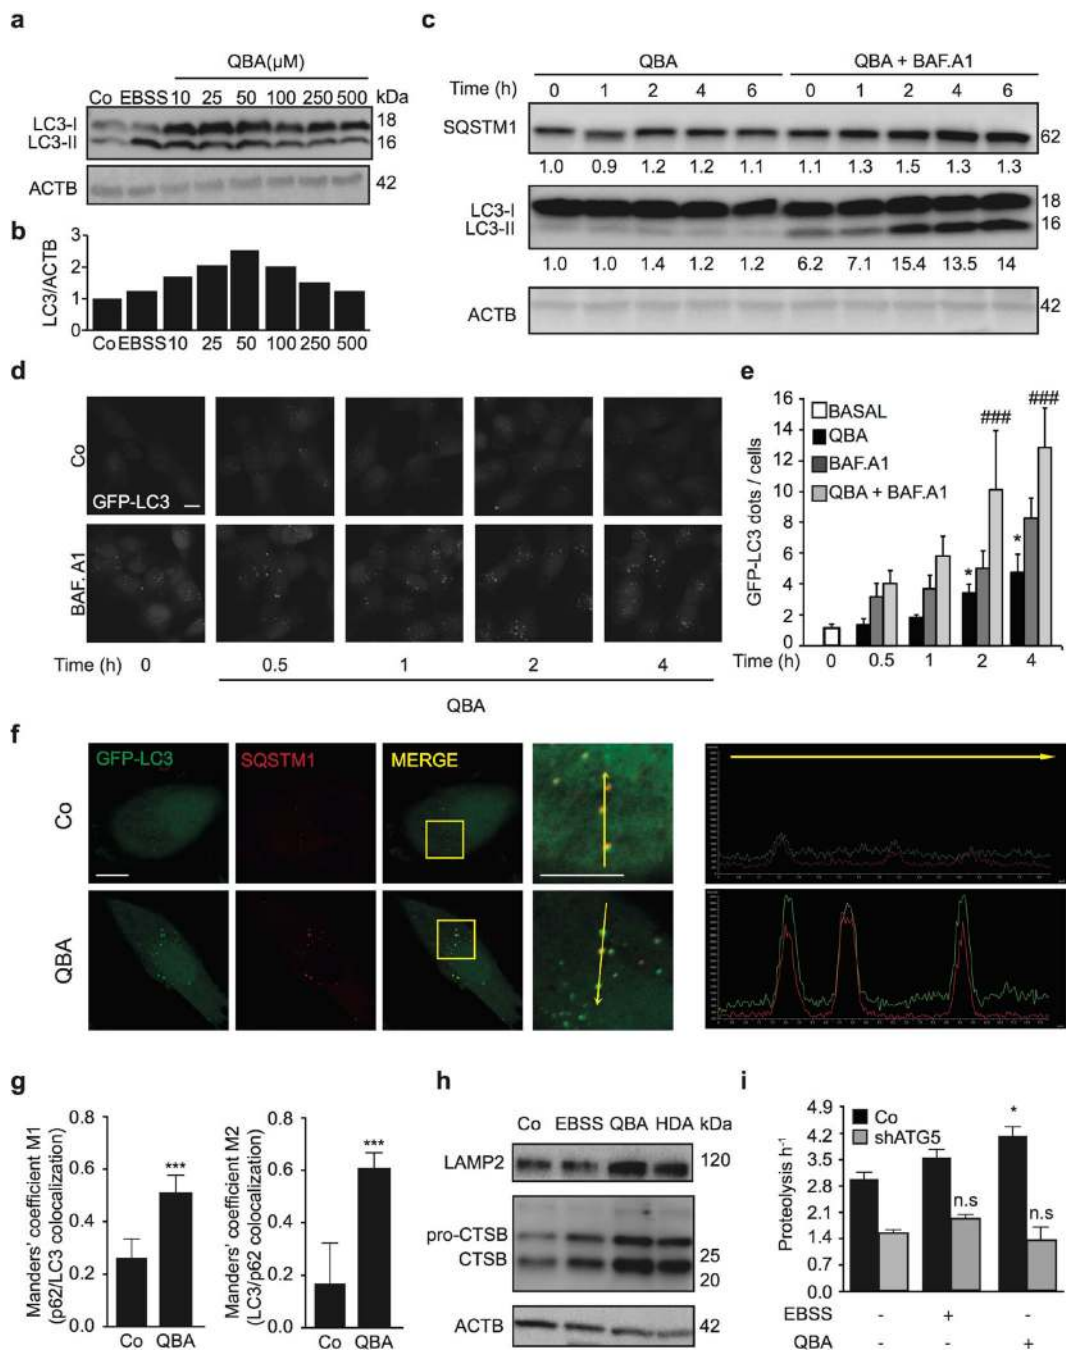 a
QBA(µM)
Co EBSS 10 25 50 100 250 500 kDa
LC3-I 18
LC3-II 16
ACTB 42
b
LC3/ACTB
3
2
1
0
Co EBSS 10 25 50 100 250 500
c
QBA QBA + BAF.A1
Time (h) 0 1 2 4 6 0 1 2 4 6
SQSTM1 62
1.0 0.9 1.2 1.2 1.1 1.1 1.3 1.5 1.3 1.3
LC3-I 18
LC3-II 16
1.0 1.0 1.4 1.2 1.2 6.2 7.1 15.4 13.5 14
ACTB 42
d
Co
GFP-LC3
BAF. A1
Time (h) 0 0.5 1 2 4
QBA
e
GFP-LC3 dots / cells
16
14
12
10
8
6
4
2
0
BASAL
QBA
BAF.A1
QBA + BAF.A1
* ### * ###
Time (h) 0 0.5 1 2 4
f
GFP-LC3 SQSTM1 MERGE
Co
QBA
g
Manders' coefficient M1
(p62/LC3 colocalization)
0.8
0.6
0.4
0.2
0
***
Co QBA
Manders' coefficient M2
(LC3/p62 colocalization)
0.8
0.6
0.4
0.2
0
***
Co QBA
h
Co EBSS QBA HDA kDa
LAMP2 120
pro-CTSB
CTSB 25
20
ACTB 42
i
Proteolysis h-1
4.9
4.2
3.5
2.8
2.1
1.4
0.7
0.0
Co
shATG5
*
n.s n.s
EBSS - + -
QBA - - +